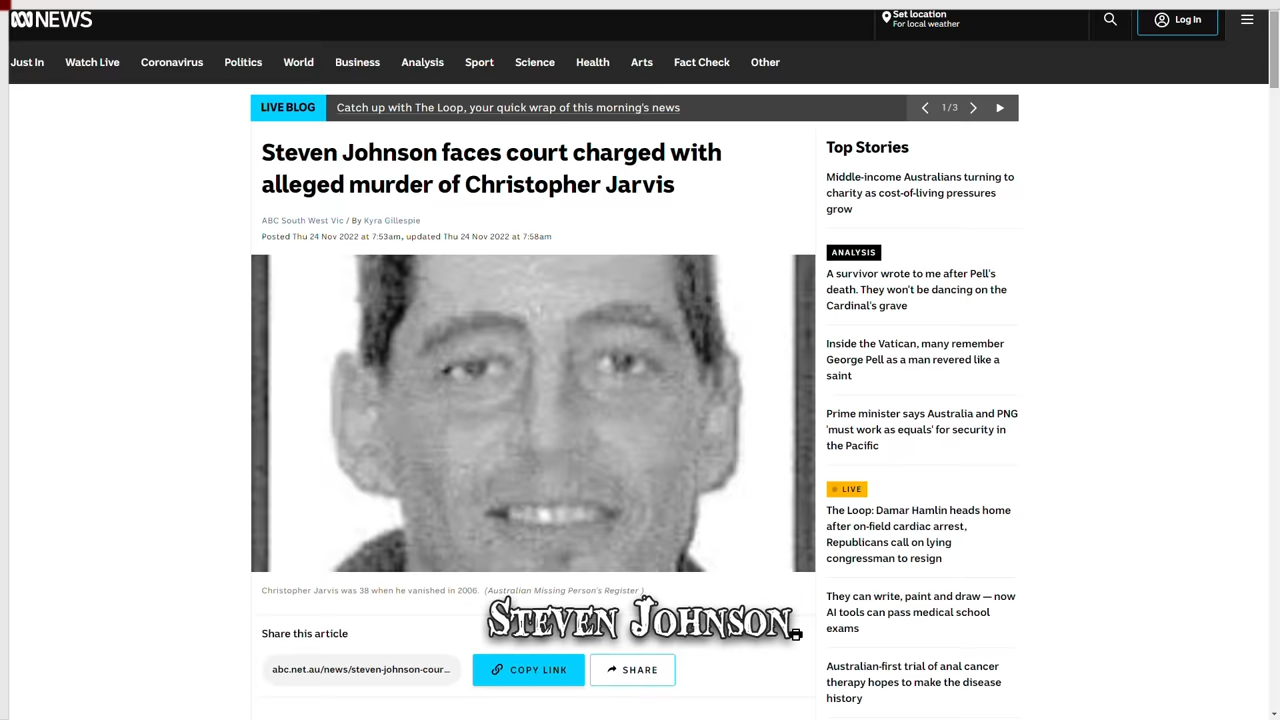 NEWS
Set location
For local weather
Log In
Just In Watch Live Coronavirus Politics World Business Analysis Sport Science Health Arts Fact Check Other
LIVE BLOG Catch up with The Loop, your quick wrap of this morning's news 1/3
Steven Johnson faces court charged with
alleged murder of Christopher Jarvis
ABC South West Vic / By Kyra Gillespie
Posted Thu 24 Nov 2022 at 7:53am, updated Thu 24 Nov 2022 at 7:58am
Christopher Jarvis was 38 when he vanished in 2006. (Australian Missing Person's Register )
STEVEN JOHNSON
Share this article
abc.net.au/news/steven-johnson-cour... COPY LINK SHARE
Top Stories
Middle-income Australians turning to
charity as cost-of-living pressures
grow
ANALYSIS
A survivor wrote to me after Pell's
death. They won't be dancing on the
Cardinal's grave
Inside the Vatican, many remember
George Pell as a man revered like a
saint
Prime minister says Australia and PNG
'must work as equals' for security in
the Pacific
LIVE
The Loop: Damar Hamlin heads home
after on-field cardiac arrest,
Republicans call on lying
congressman to resign
They can write, paint and draw — now
AI tools can pass medical school
exams
Australian-first trial of anal cancer
therapy hopes to make the disease
history